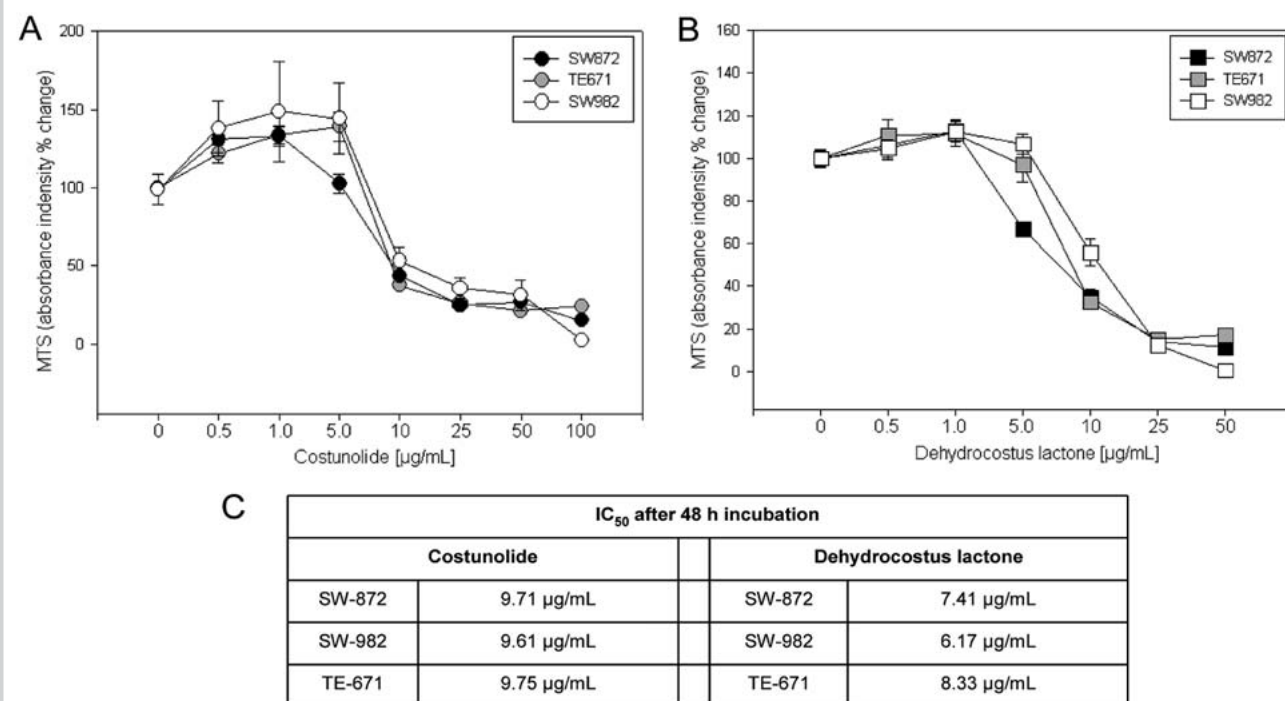 A
200
150
100
50
0
MTS (absorbance indensity % change)
SW872
TE671
SW982
0 0.5 1.0 5.0 10 25 50 100
Costunolide [µg/mL]
B
160
140
120
100
80
60
40
20
0
MTS (absorbance indensity % change)
SW872
TE671
SW982
0 0.5 1.0 5.0 10 25 50
Dehydrocostus lactone [µg/mL]
C
IC50 after 48 h incubation
Costunolide Dehydrocostus lactone
SW-872 9.71 µg/mL SW-872 7.41 µg/mL
SW-982 9.61 µg/mL SW-982 6.17 µg/mL
TE-671 9.75 µg/mL TE-671 8.33 µg/mL